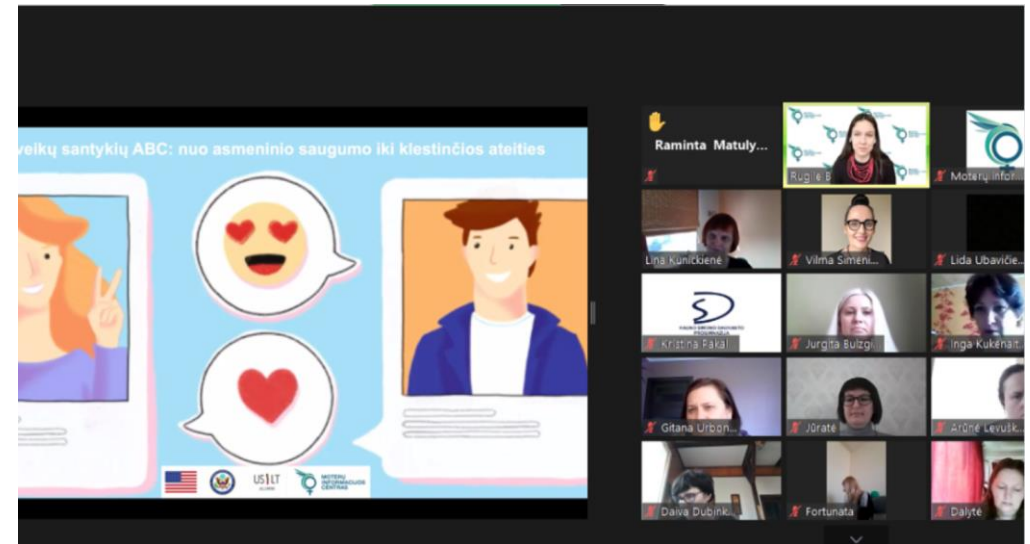 veikų santykių ABC: nuo asmeninio saugumo iki klestinčios ateities
US|LT
ALUMNI
MOTERŲ
INFORMACIJOS
CENTRAS
Raminta Matuly...
Rugile B
Moterų infor...
Lina Kunickienė
Vilma Simeni...
Lida Ubavičie...
Kristina Pakal...
Jurgita Bulzgi...
Inga Kukėnait...
Gitana Urbon...
Jūratė
Arūnė Levušk...
Daiva Dubink...
Fortunata
Dalytė